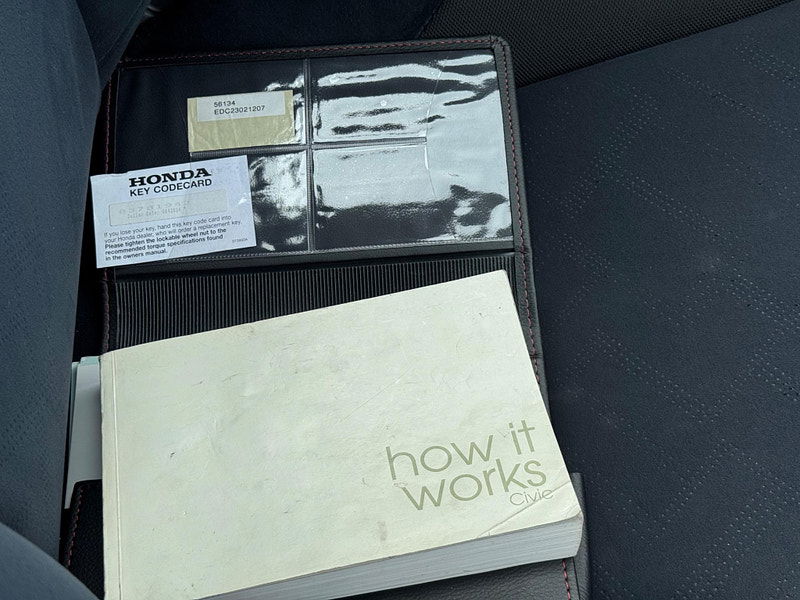 56134
EDC23021207
HONDA
KEY CODECARD
If you lose your key, hand this key code card into
your Honda dealer, who will order a replacement key.
Please tighten the lockable wheel nut to the
recommended torque specifications found
in the owners manual.
how it
works
Civic